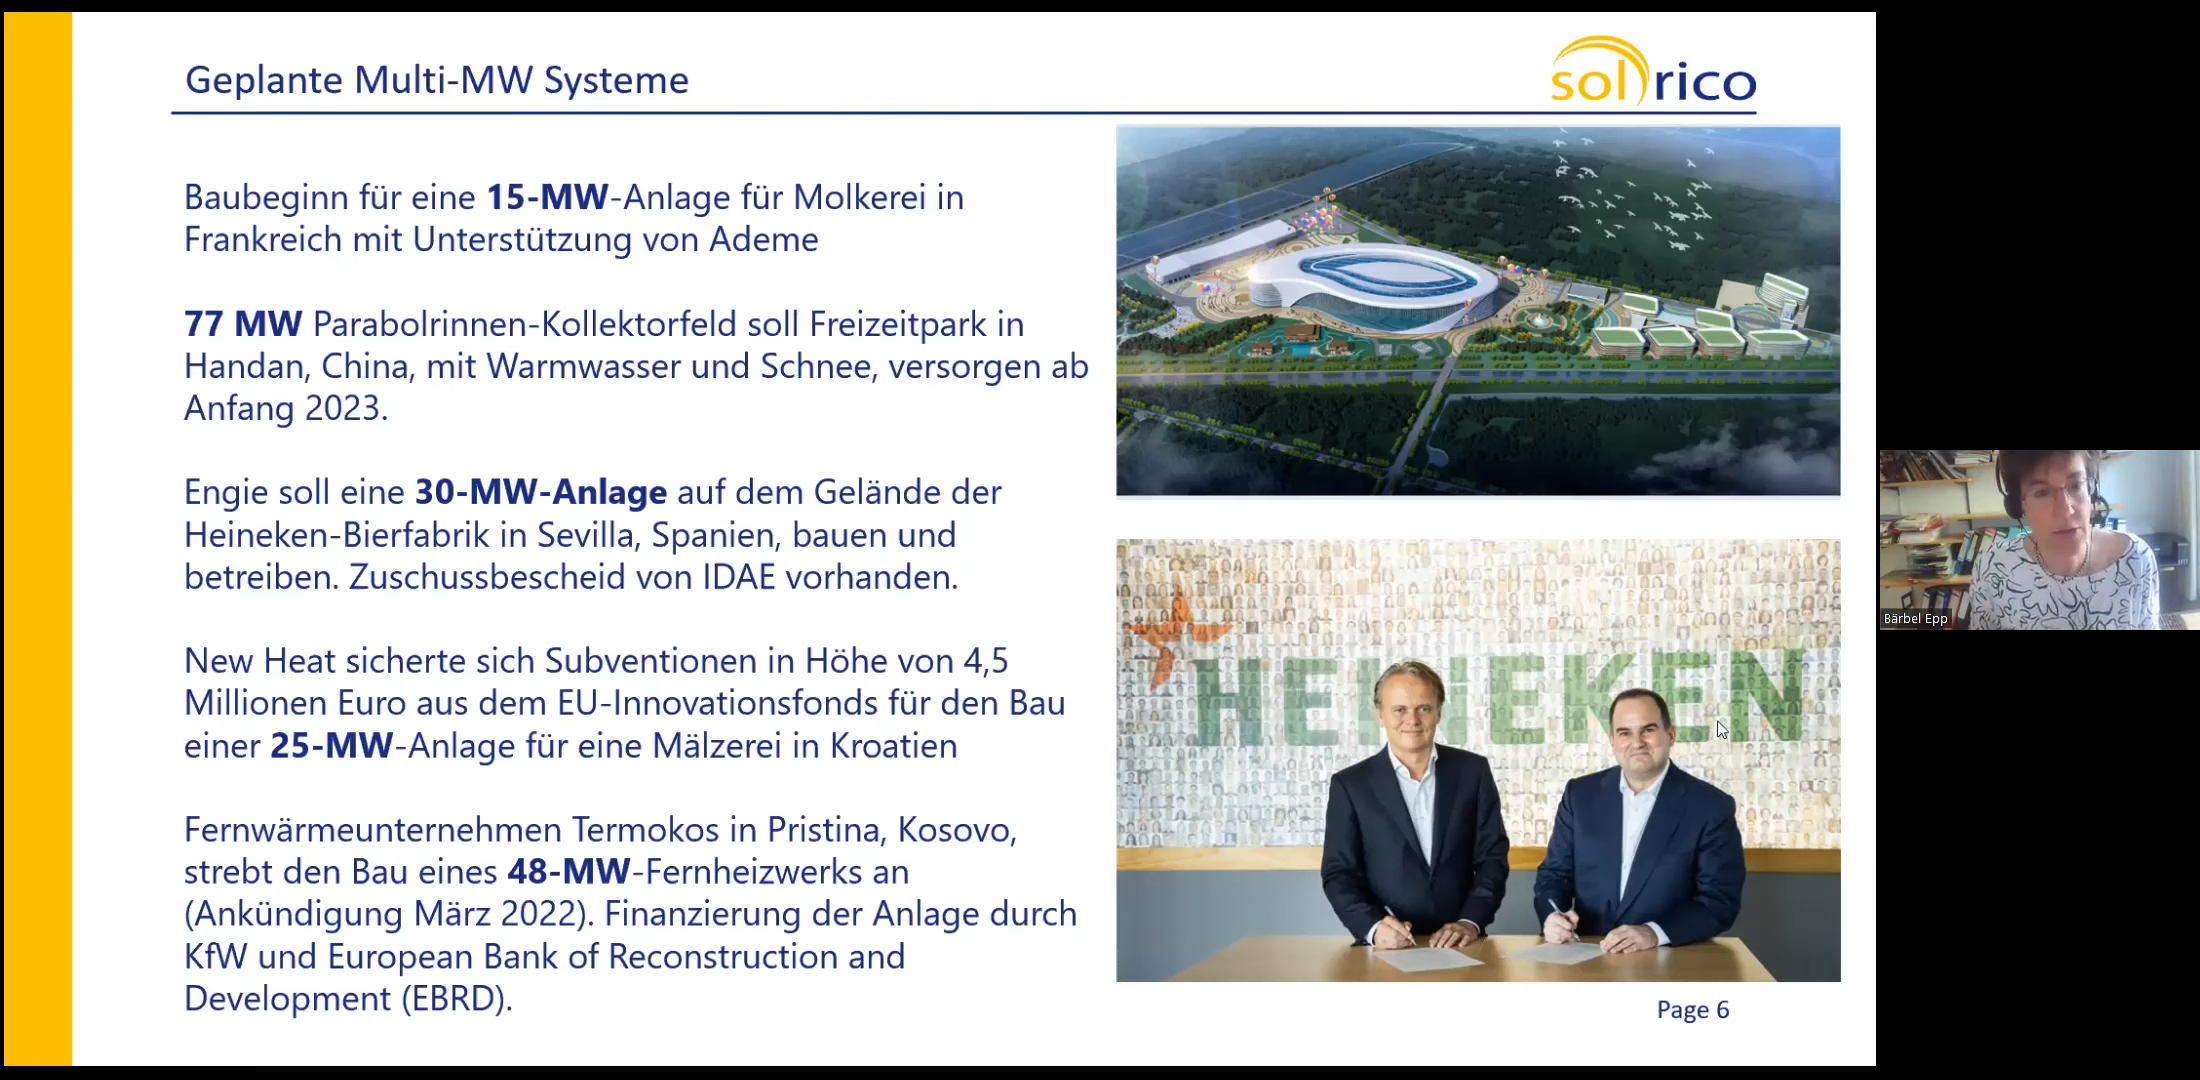 Geplante Multi-MW Systeme
solrico
Baubeginn für eine 15-MW-Anlage für Molkerei in
Frankreich mit Unterstützung von Ademe
77 MW Parabolrinnen-Kollektorfeld soll Freizeitpark in
Handan, China, mit Warmwasser und Schnee, versorgen ab
Anfang 2023.
Engie soll eine 30-MW-Anlage auf dem Gelände der
Heineken-Bierfabrik in Sevilla, Spanien, bauen und
betreiben. Zuschussbescheid von IDAE vorhanden.
New Heat sicherte sich Subventionen in Höhe von 4,5
Millionen Euro aus dem EU-Innovationsfonds für den Bau
einer 25-MW-Anlage für eine Mälzerei in Kroatien
Fernwärmeunternehmen Termokos in Pristina, Kosovo,
strebt den Bau eines 48-MW-Fernheizwerks an
(Ankündigung März 2022). Finanzierung der Anlage durch
KfW und European Bank of Reconstruction and
Development (EBRD).
HEINEKEN
Page 6
Bärbel Epp